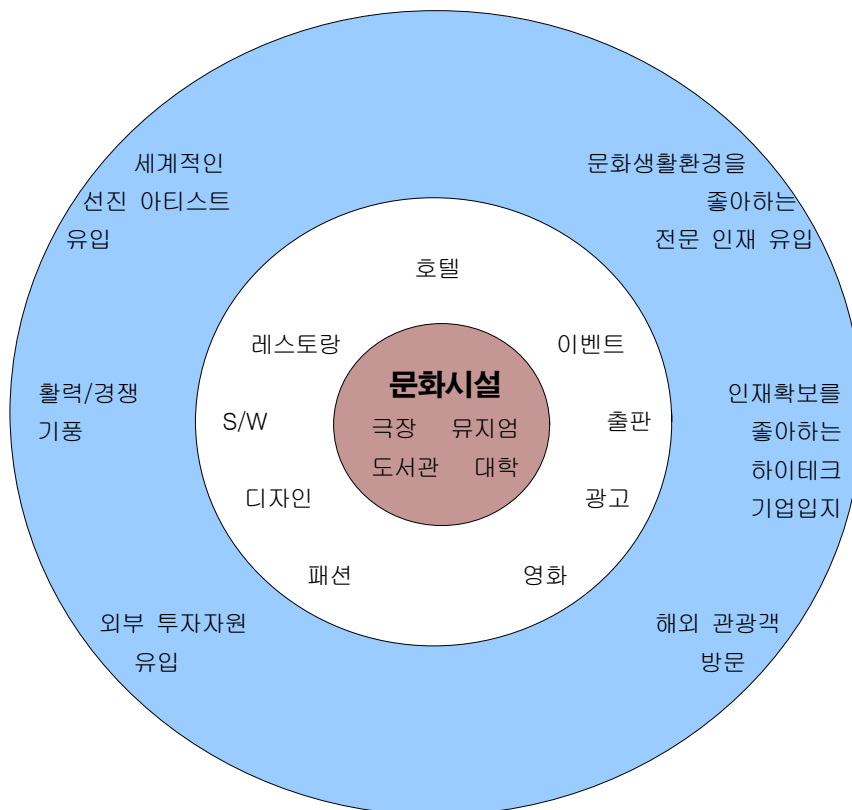 세계적인
선진 아티스트
유입
문화생활환경을
좋아하는
전문 인재 유입
호텔
레스토랑
이벤트
문화시설
극장 뮤지엄
도서관 대학
S/W
출판
디자인
광고
패션
영화
활력/경쟁
기풍
인재확보를
좋아하는
하이테크
기업입지
외부 투자자원
유입
해외 관광객
방문